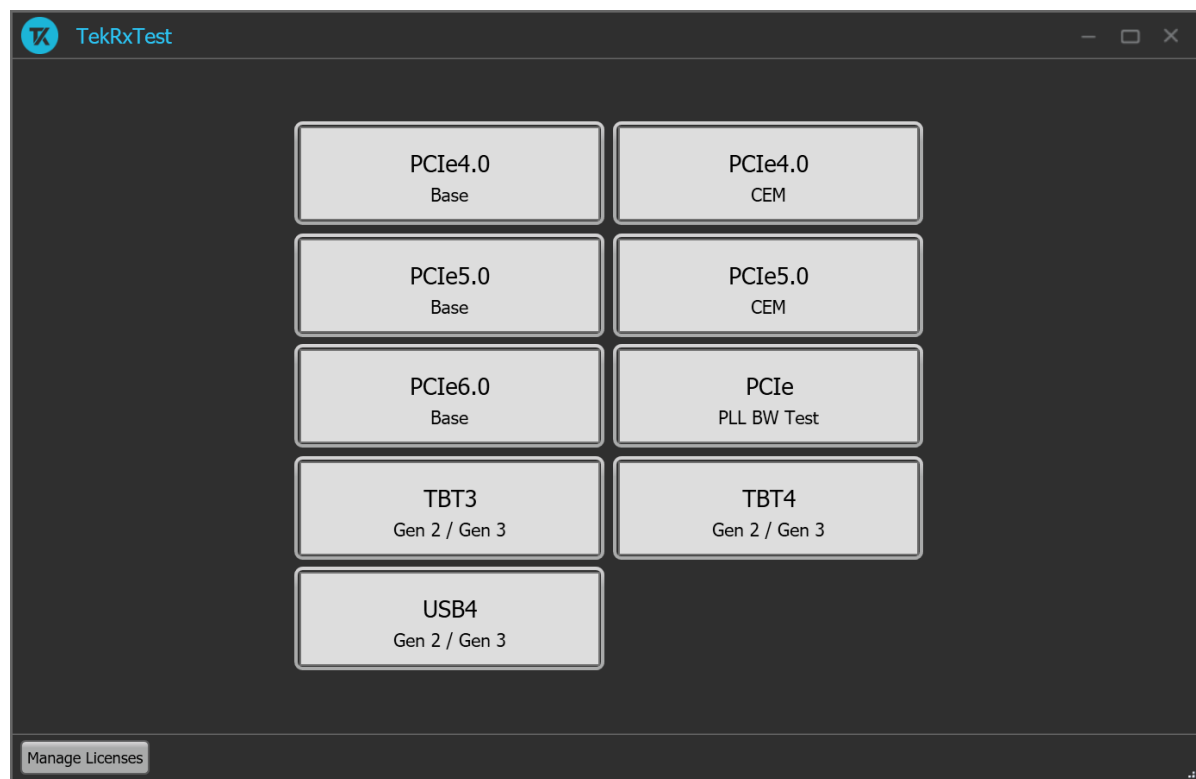 TK TekRxTest
PCIe4.0
Base
PCIe4.0
CEM
PCIe5.0
Base
PCIe5.0
CEM
PCIe6.0
Base
PCIe
PLL BW Test
TBT3
Gen 2 / Gen 3
TBT4
Gen 2 / Gen 3
USB4
Gen 2 / Gen 3
Manage Licenses